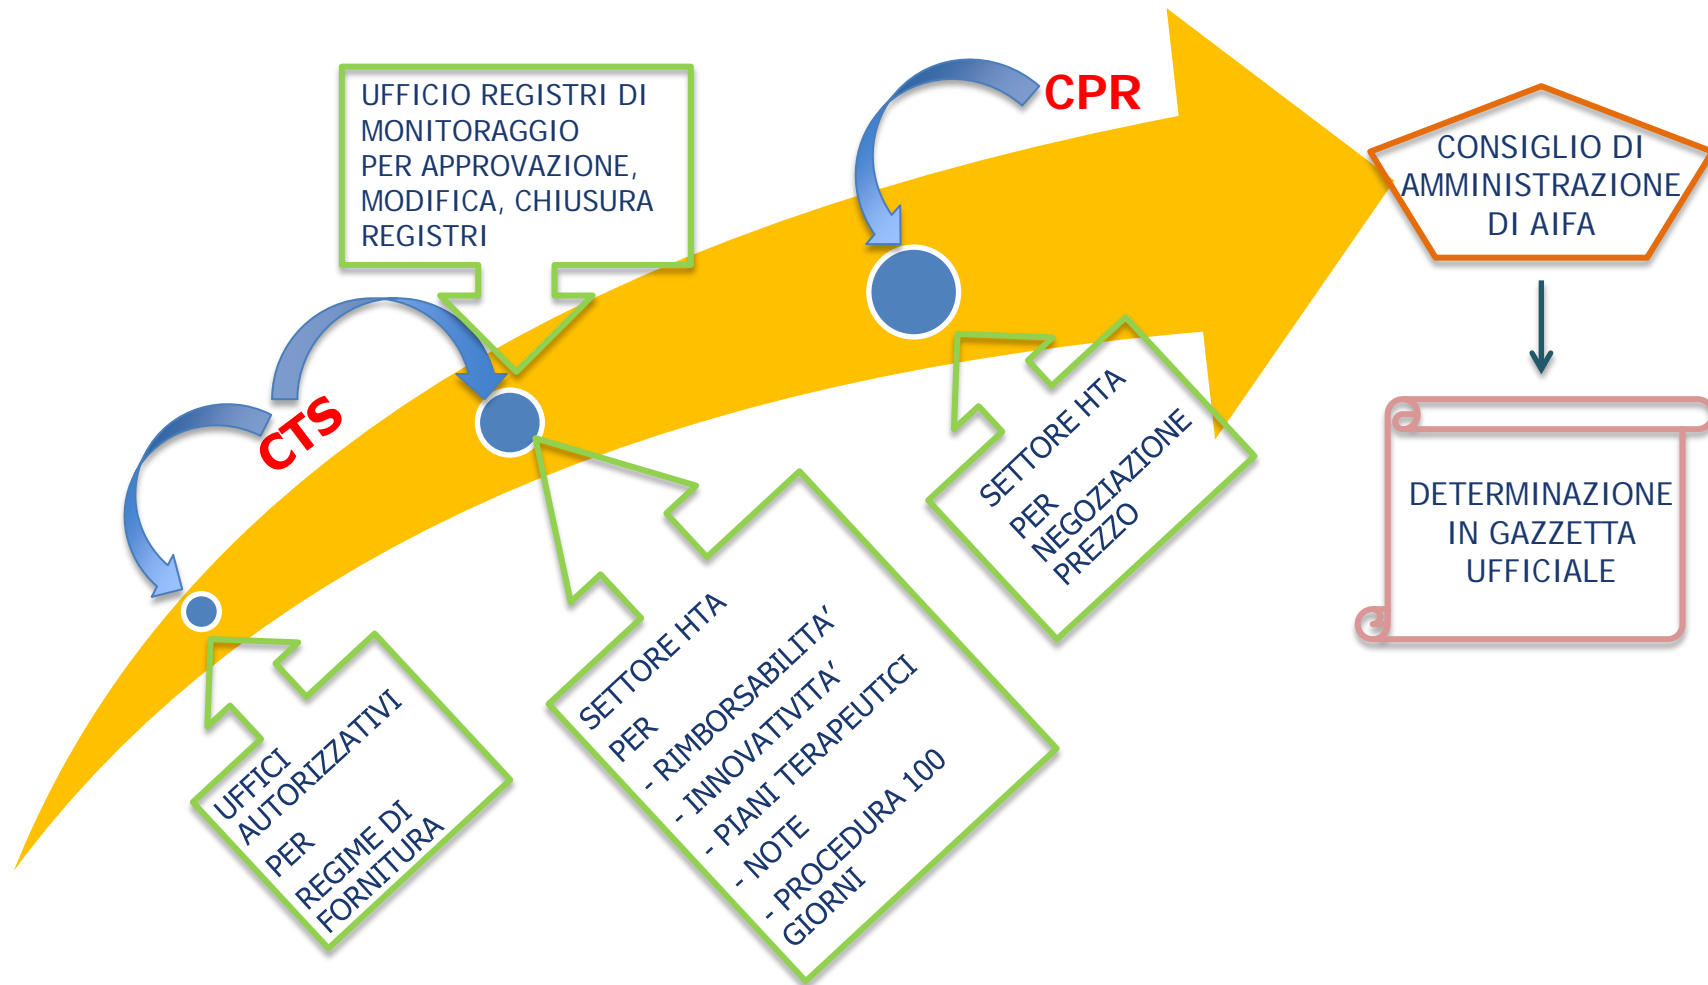 UFFICIO REGISTRI DI
MONITORAGGIO
PER APPROVAZIONE,
MODIFICA, CHIUSURA
REGISTRI
CPR
CONSIGLIO DI
AMMINISTRAZIONE
DI AIFA
CTS
SETTORE HTA
PER
NEGOZIAZIONE
PREZZO
DETERMINAZIONE
IN GAZZETTA
UFFICIALE
SETTORE HTA
PER
- RIMBORSABILITA’
- INNOVATIVITA’
- PIANI TERAPEUTICI
- NOTE
- PROCEDURA 100
GIORNI
UFFICI
AUTORIZZATIVI
PER
REGIME DI
FORNITURA